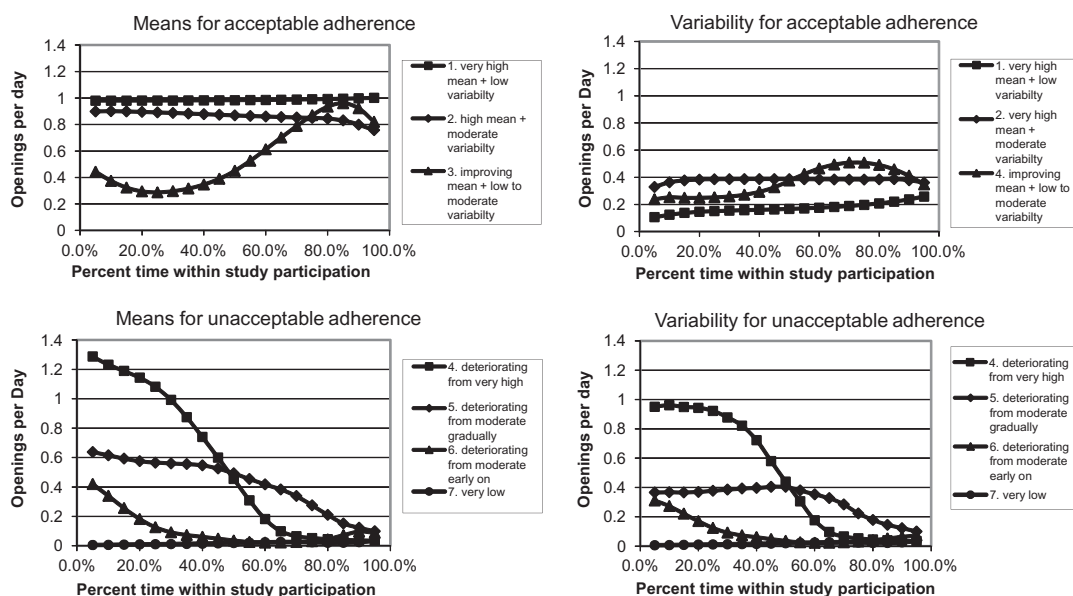 Means for acceptable adherence
Openings per day
1.4
1.2
1
0.8
0.6
0.4
0.2
0
0.0% 20.0% 40.0% 60.0% 80.0% 100.0%
Percent time within study participation
1. very high
mean + low
variabilty
2. high mean +
moderate
variabilty
3. improving
mean + low to
moderate
variabilty
Variability for acceptable adherence
Openings per Day
1.4
1.2
1
0.8
0.6
0.4
0.2
0
0.0% 20.0% 40.0% 60.0% 80.0% 100.0%
Percent time within study participation
1. very high
mean + low
variabilty
2. very high
mean +
moderate
variabilty
4. improving
mean + low to
moderate
variabilty
Means for unacceptable adherence
Openings per Day
1.4
1.2
1
0.8
0.6
0.4
0.2
0
0.0% 20.0% 40.0% 60.0% 80.0% 100.0%
Percent time within study participation
4. deteriorating
from very high
5. deteriorating
from moderate
gradually
6. deteriorating
from moderate
early on
7. very low
Variability for unacceptable adherence
Openings per Day
1.4
1.2
1
0.8
0.6
0.4
0.2
0
0.0% 20.0% 40.0% 60.0% 80.0% 100.0%
Percent time within study participation
4. deteriorating
from very high
5. deteriorating
from moderate
gradually
6. deteriorating
from moderate
early on
7. very low